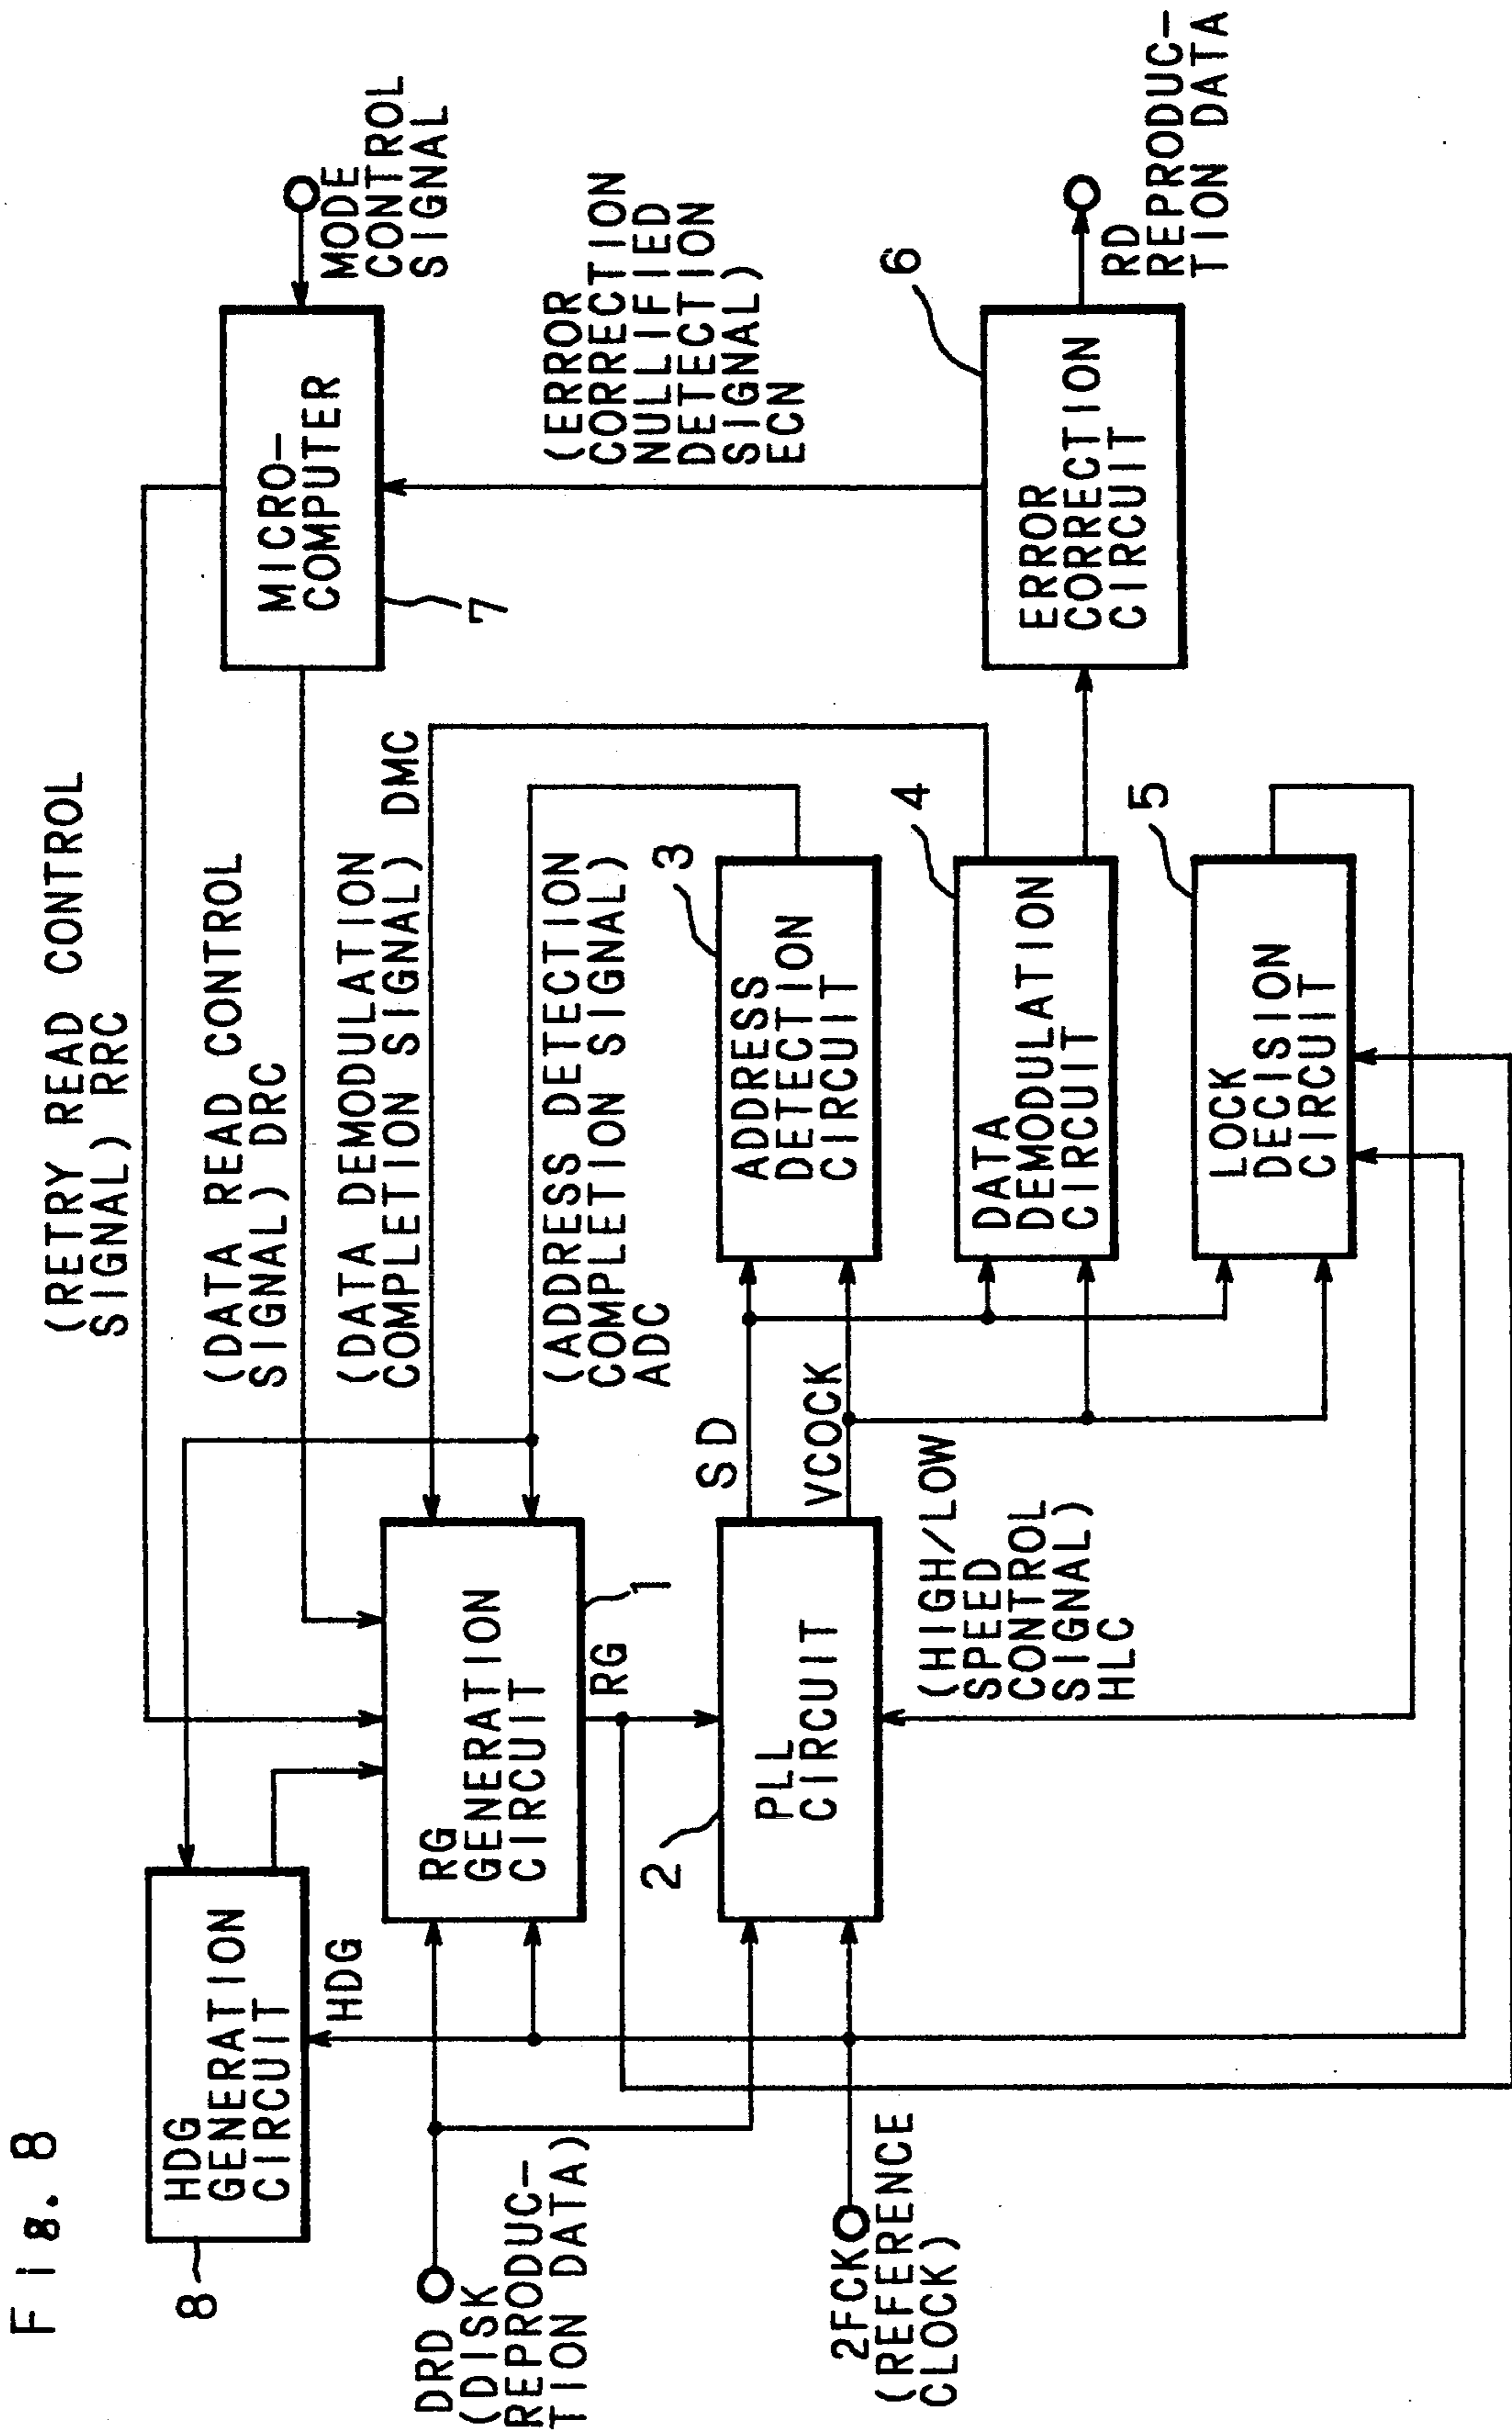 Fig. 8
(RETRY READ CONTROL
SIGNAL) RRC
(DATA READ CONTROL
SIGNAL) DRC
(DATA DEMODULATION
COMPLETION SIGNAL) DMC
(ADDRESS DETECTION
COMPLETION SIGNAL)
ADC
8
HDG
GENERATION
CIRCUIT
HDG
MICRO-
COMPUTER
7
MODE
CONTROL
SIGNAL
(ERROR
CORRECTION
NULLIFIED
DETECTION
SIGNAL)
ECN
DRD
(DISK
REPRODUC-
TION DATA)
RG
GENERATION
CIRCUIT
1
RG
2
PLL
CIRCUIT
SD
VCOCK
3
ADDRESS
DETECTION
CIRCUIT
4
DATA
DEMODULATION
CIRCUIT
5
LOCK
DECISION
CIRCUIT
6
ERROR
CORRECTION
CIRCUIT
RD
REPRODUC-
TION DATA
2FCK
(REFERENCE
CLOCK)
(HIGH/LOW
SPEED
CONTROL
SIGNAL)
HLC